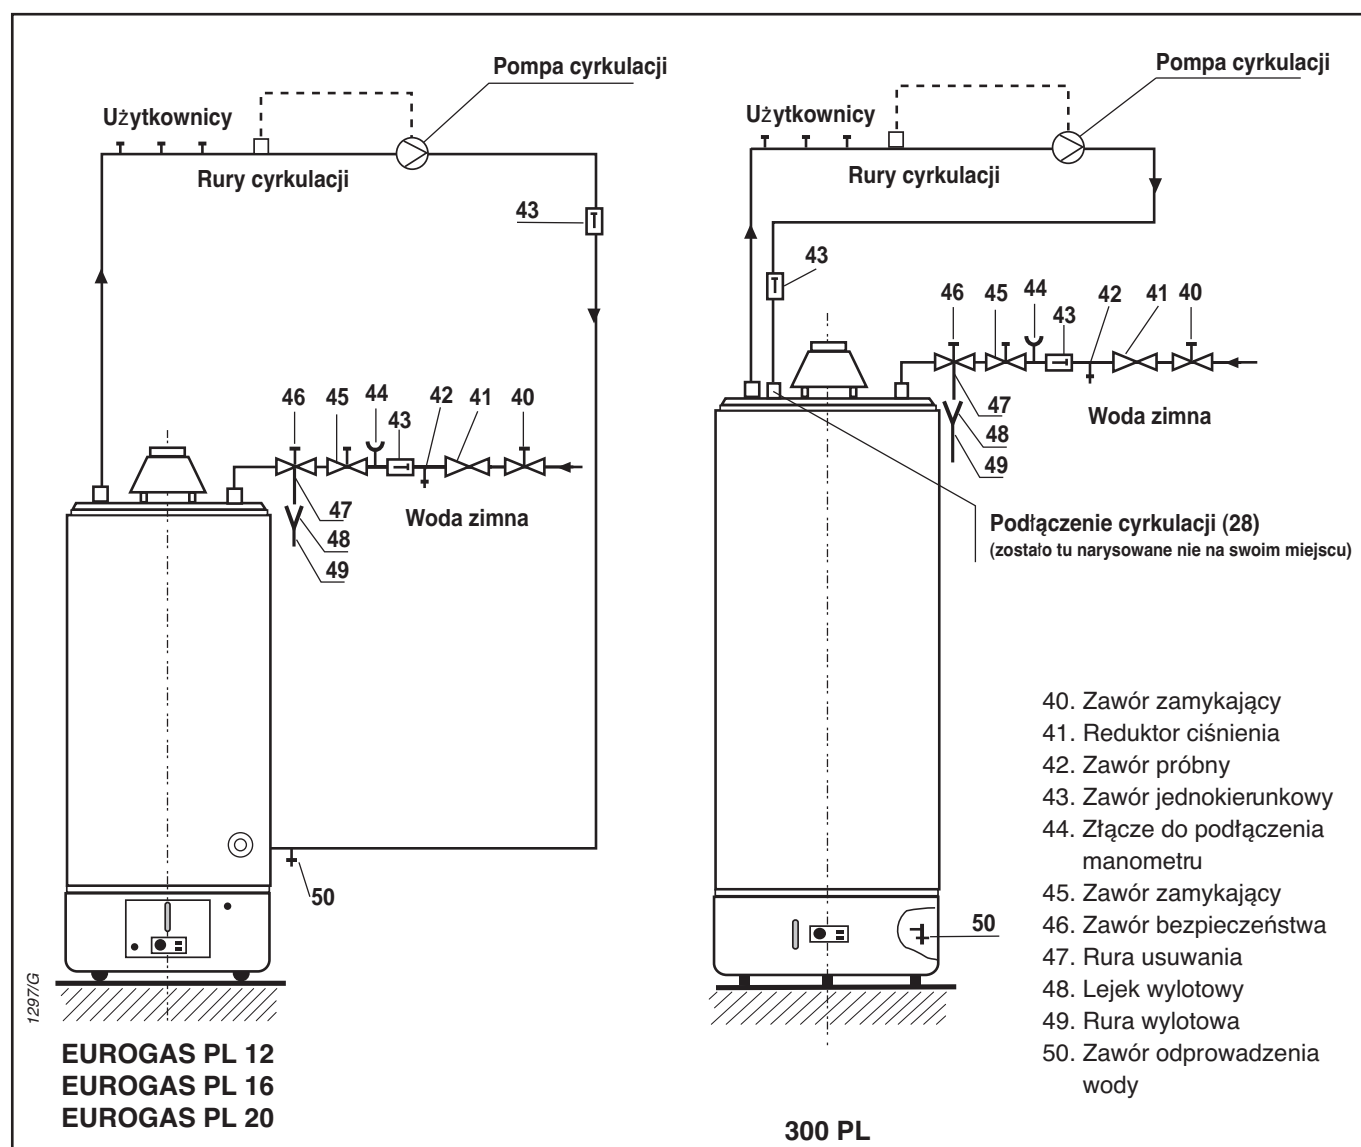 Pompa cyrkulacji
Użytkownicy
Rury cyrkulacji
43
46
45
44
43
42
41
40
47
48
49
Woda zimna
50
1297/G
EUROGAS PL 12
EUROGAS PL 16
EUROGAS PL 20
Pompa cyrkulacji
Użytkownicy
Rury cyrkulacji
43
46
45
44
43
42
41
40
47
48
49
Woda zimna
Podłączenie cyrkulacji (28)
(zostało tu narysowane nie na swoim miejscu)
50
300 PL
40. Zawór zamykający
41. Reduktor ciśnienia
42. Zawór próbny
43. Zawór jednokierunkowy
44. Złącze do podłączenia
manometru
45. Zawór zamykający
46. Zawór bezpieczeństwa
47. Rura usuwania
48. Lejek wylotowy
49. Rura wylotowa
50. Zawór odprowadzenia
wody